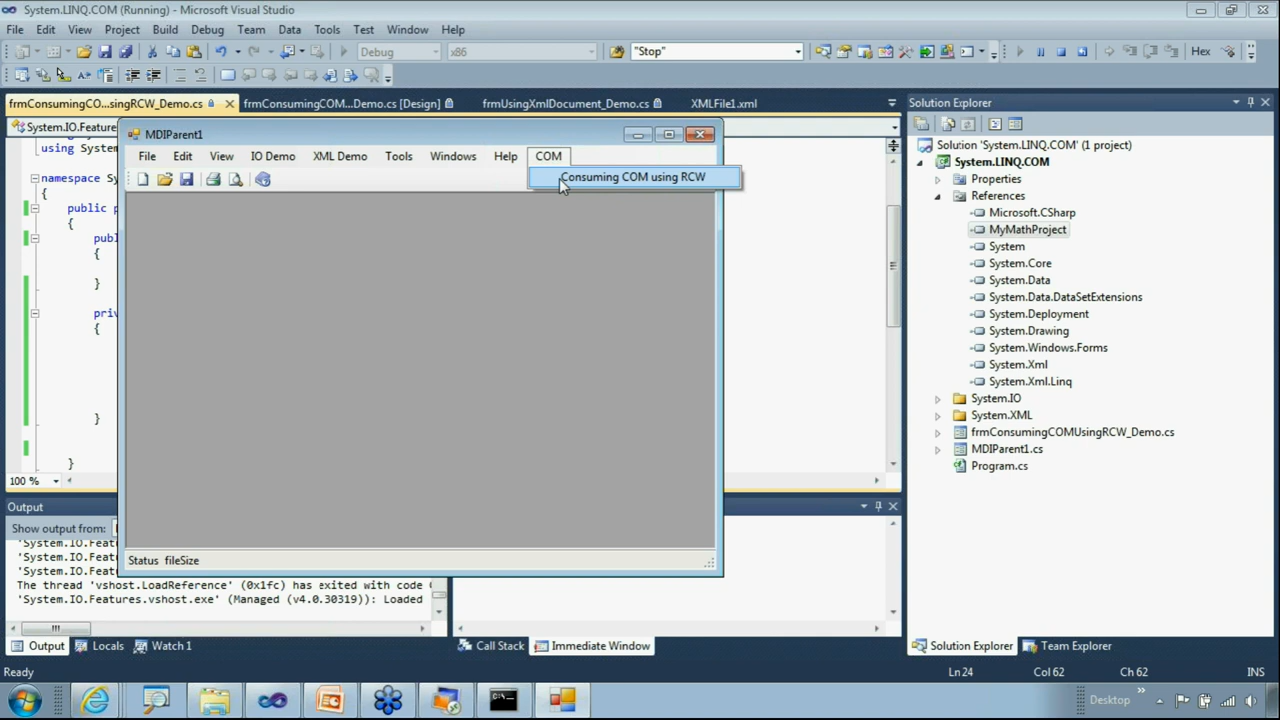 System.LINQ.COM (Running) - Microsoft Visual Studio
File Edit View Project Build Debug Team Data Tools Test Window Help
Debug x86 "Stop" Hex
frmConsumingCO...singRCW_Demo.cs frmConsumingCOM...Demo.cs [Design] frmUsingXmlDocument_Demo.cs XMLFile1.xml
System.IO.Feature
using System
namespace Sy
{
public p
{
publ
{
}
priv
{
}
}
100 %
MDIParent1
File Edit View IO Demo XML Demo Tools Windows Help COM
Consuming COM using RCW
Status fileSize
Output
Show output from:
'System.IO.Featu
'System.IO.Featu
'System.IO.Featu
The thread 'vshost.LoadReference' (0x1fc) has exited with code
'System.IO.Features.vshost.exe' (Managed (v4.0.30319)): Loaded
Output Locals Watch 1
Call Stack Immediate Window
Solution Explorer
Solution 'System.LINQ.COM' (1 project)
System.LINQ.COM
Properties
References
Microsoft.CSharp
MyMathProject
System
System.Core
System.Data
System.Data.DataSetExtensions
System.Deployment
System.Drawing
System.Windows.Forms
System.Xml
System.Xml.Linq
System.IO
System.XML
frmConsumingCOMUsingRCW_Demo.cs
MDIParent1.cs
Program.cs
Solution Explorer Team Explorer
Ready Ln 24 Col 62 Ch 62 INS
Desktop